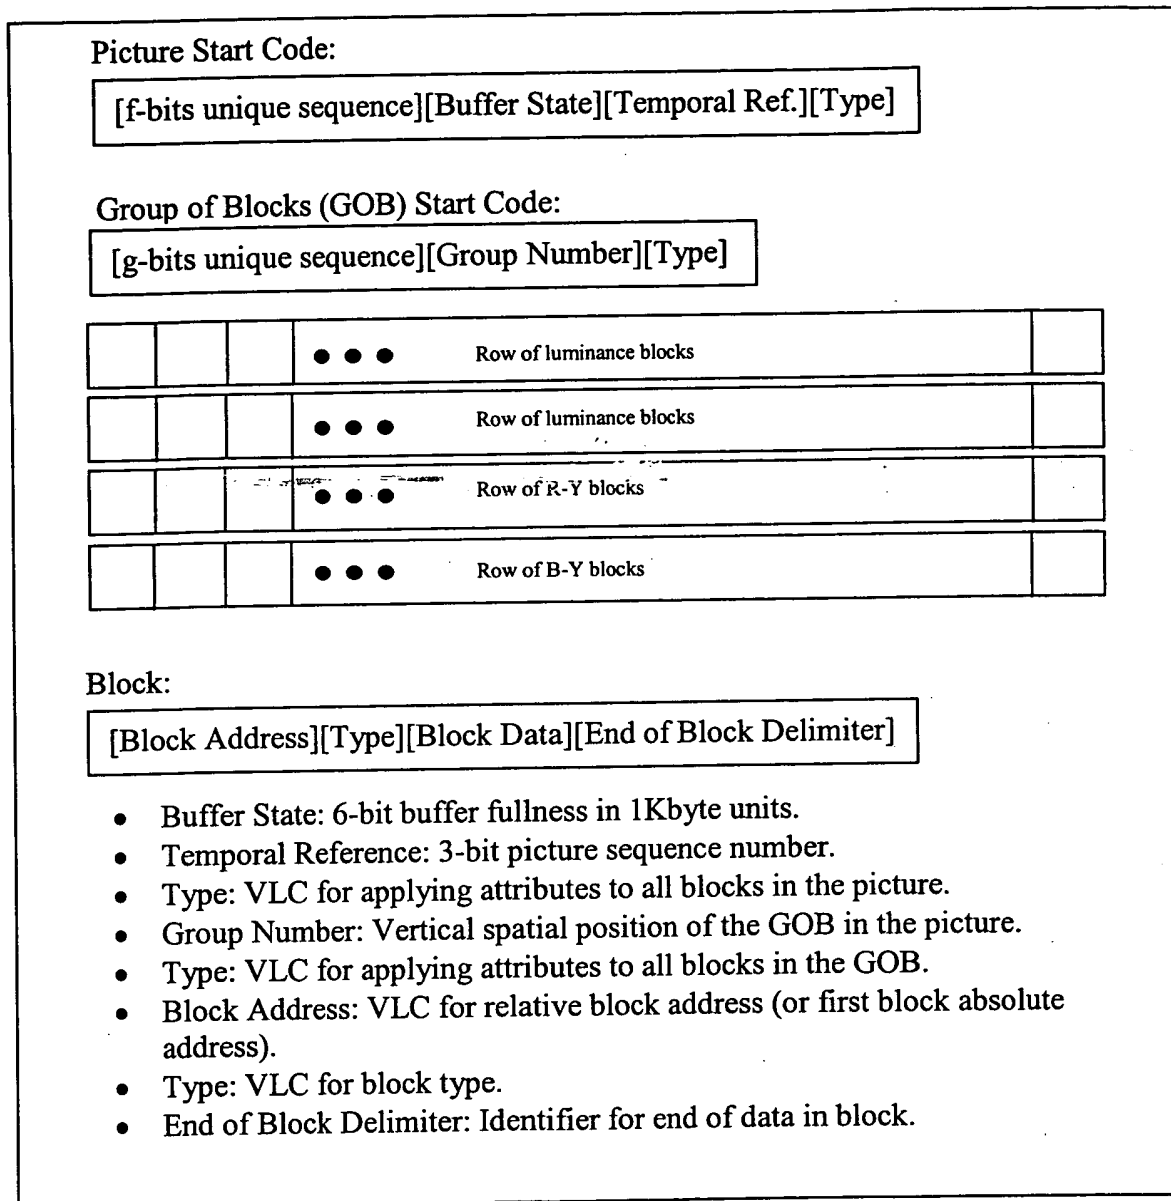 Picture Start Code:
[f-bits unique sequence][Buffer State][Temporal Ref.][Type]
Group of Blocks (GOB) Start Code:
[g-bits unique sequence][Group Number][Type]
● ● ● Row of luminance blocks
● ● ● Row of luminance blocks
● ● ● Row of R-Y blocks
● ● ● Row of B-Y blocks
Block:
[Block Address][Type][Block Data][End of Block Delimiter]
• Buffer State: 6-bit buffer fullness in 1Kbyte units.
• Temporal Reference: 3-bit picture sequence number.
• Type: VLC for applying attributes to all blocks in the picture.
• Group Number: Vertical spatial position of the GOB in the picture.
• Type: VLC for applying attributes to all blocks in the GOB.
• Block Address: VLC for relative block address (or first block absolute
address).
• Type: VLC for block type.
• End of Block Delimiter: Identifier for end of data in block.